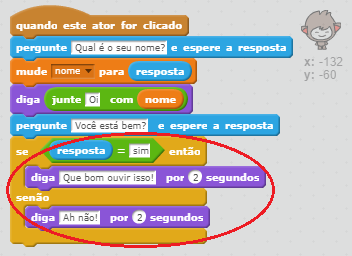 quando este ator for clicado
pergunte Qual é o seu nome? e espere a resposta
mude nome para resposta
diga junte Oi com nome
pergunte Você está bem? e espere a resposta
se resposta = sim então
diga Que bom ouvir isso! por 2 segundos
senão
diga Ah não! por 2 segundos
x: -132
y: -60